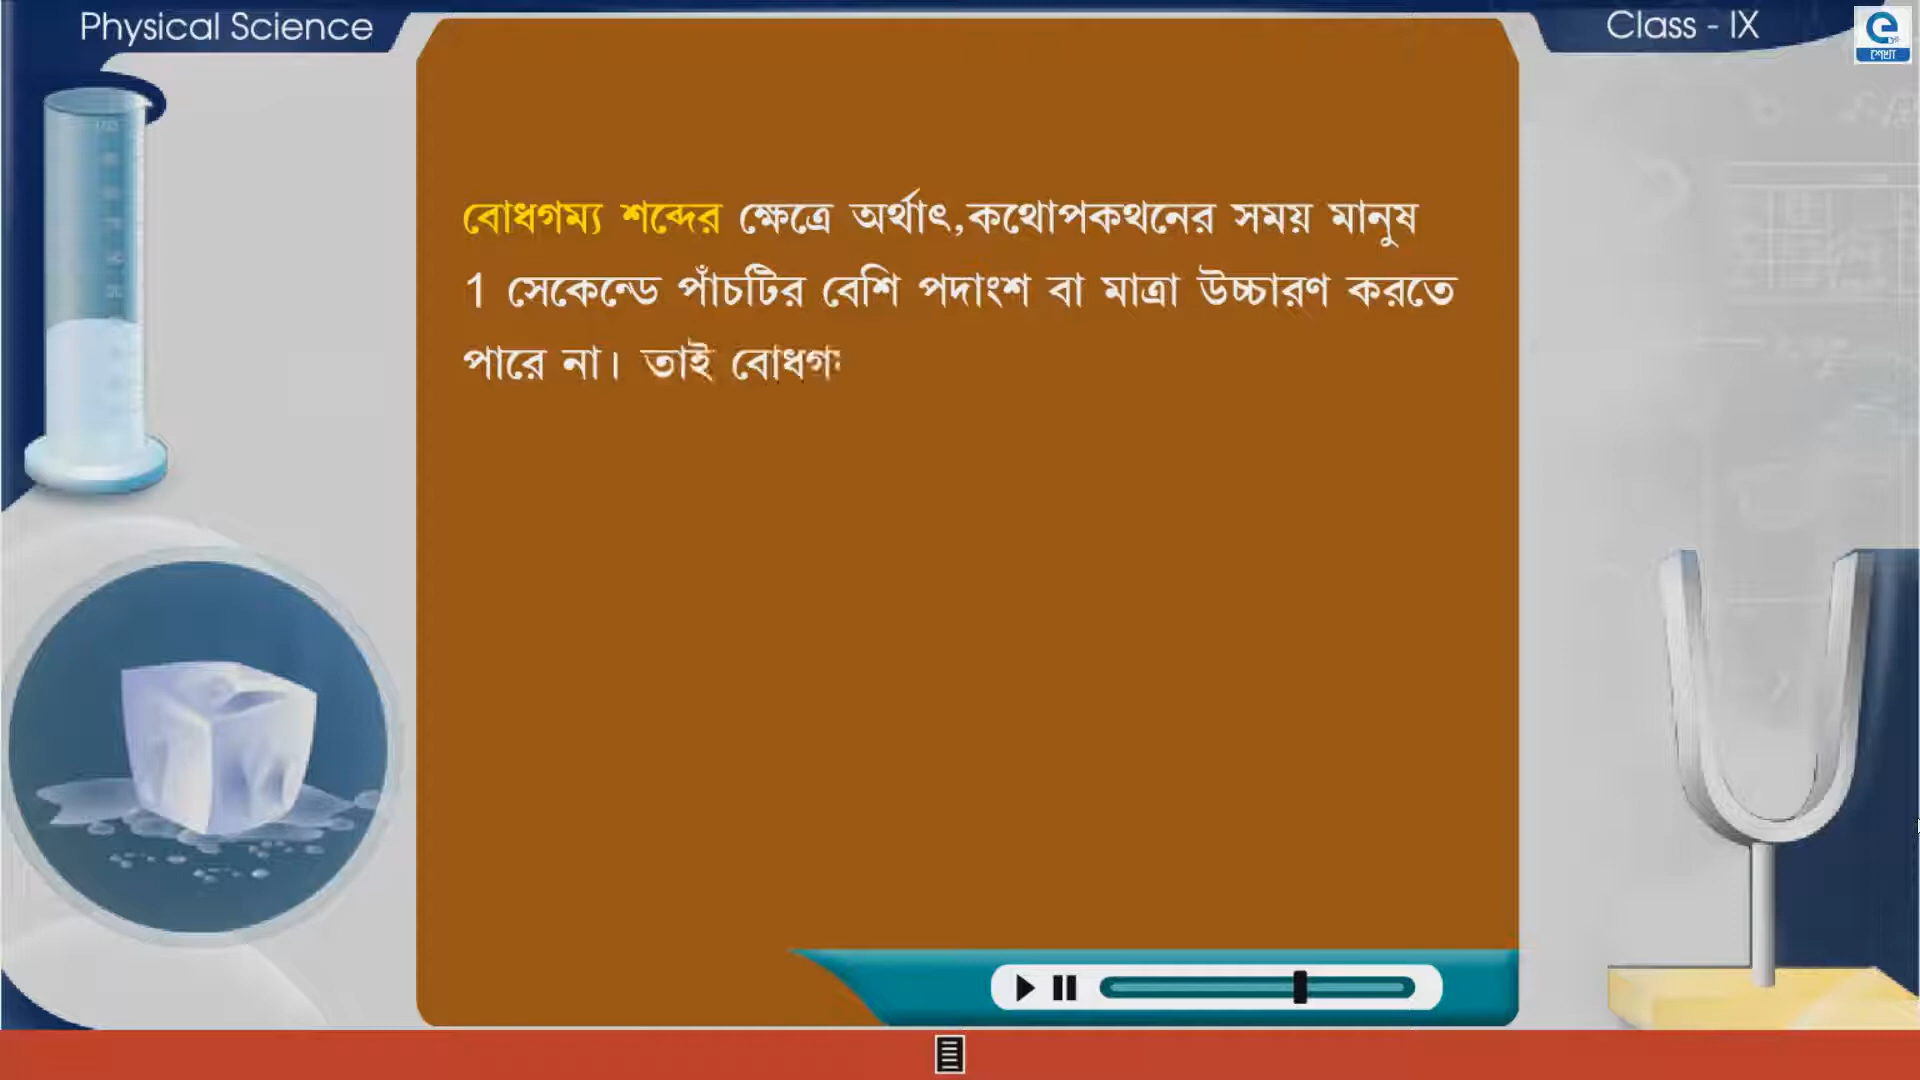 Physical Science
Class - IX
বোধগম্য শব্দের ক্ষেত্রে অর্থাৎ,কথোপকথনের সময় মানুষ
1 সেকেন্ডে পাঁচটির বেশি পদাংশ বা মাত্রা উচ্চারণ করতে
পারে না। তাই